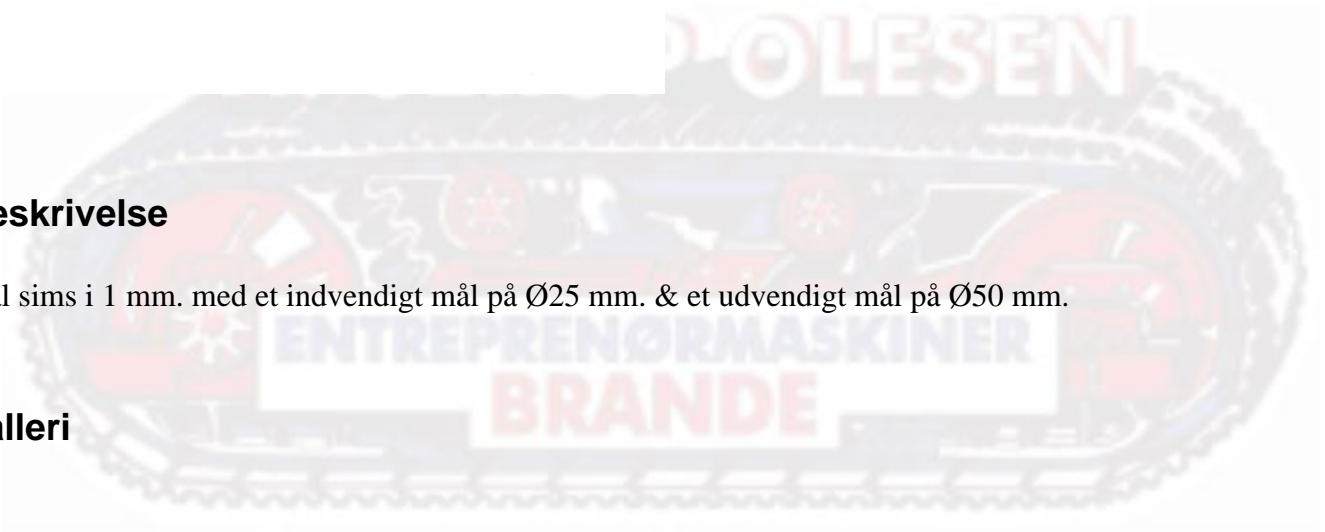 OLESEN
eskrivelse
l sims i 1 mm. med et indvendigt mål på Ø25 mm. & et udvendigt mål på Ø50 mm.
ENTREPRENØRMASKINER
BRANDE
alleri